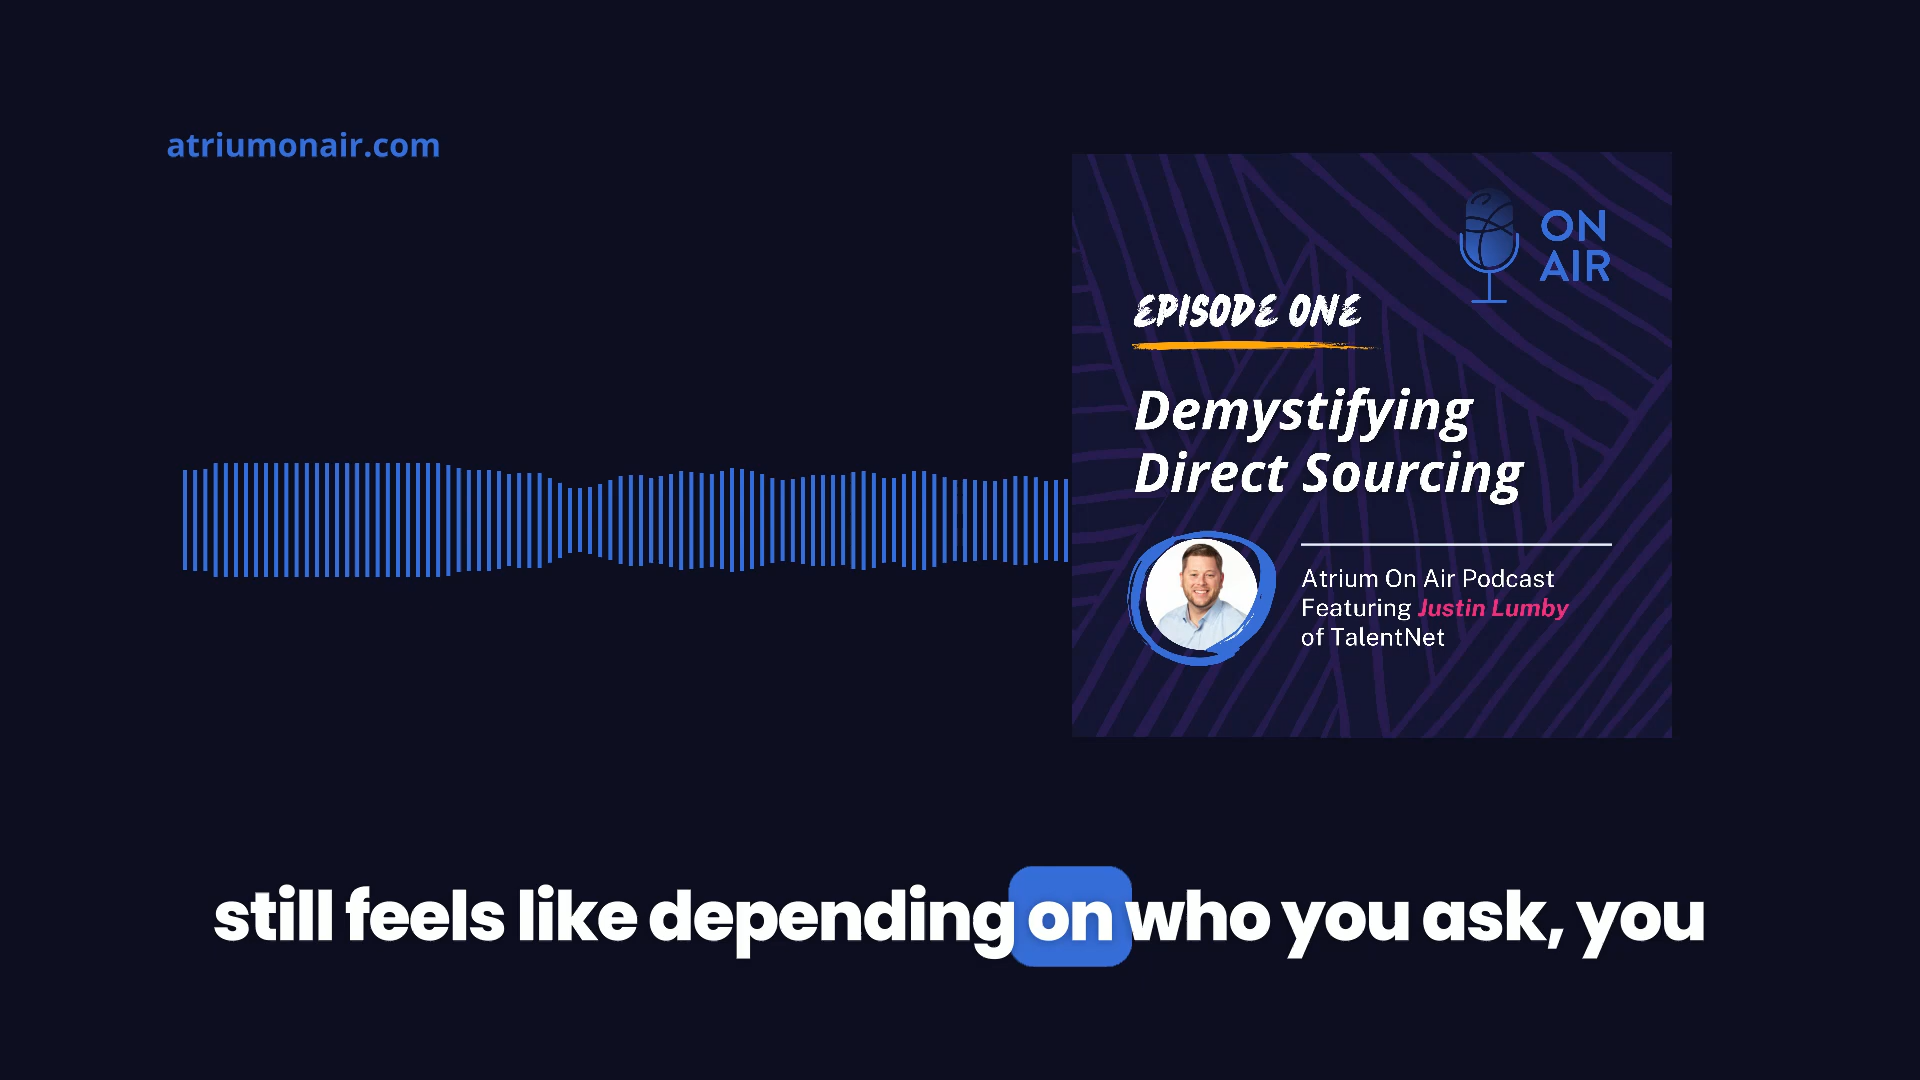 atriumonair.com
ON
AIR
EPISODE ONE
Demystifying
Direct Sourcing
Atrium On Air Podcast
Featuring Justin Lumby
of TalentNet
still feels like depending on who you ask, you